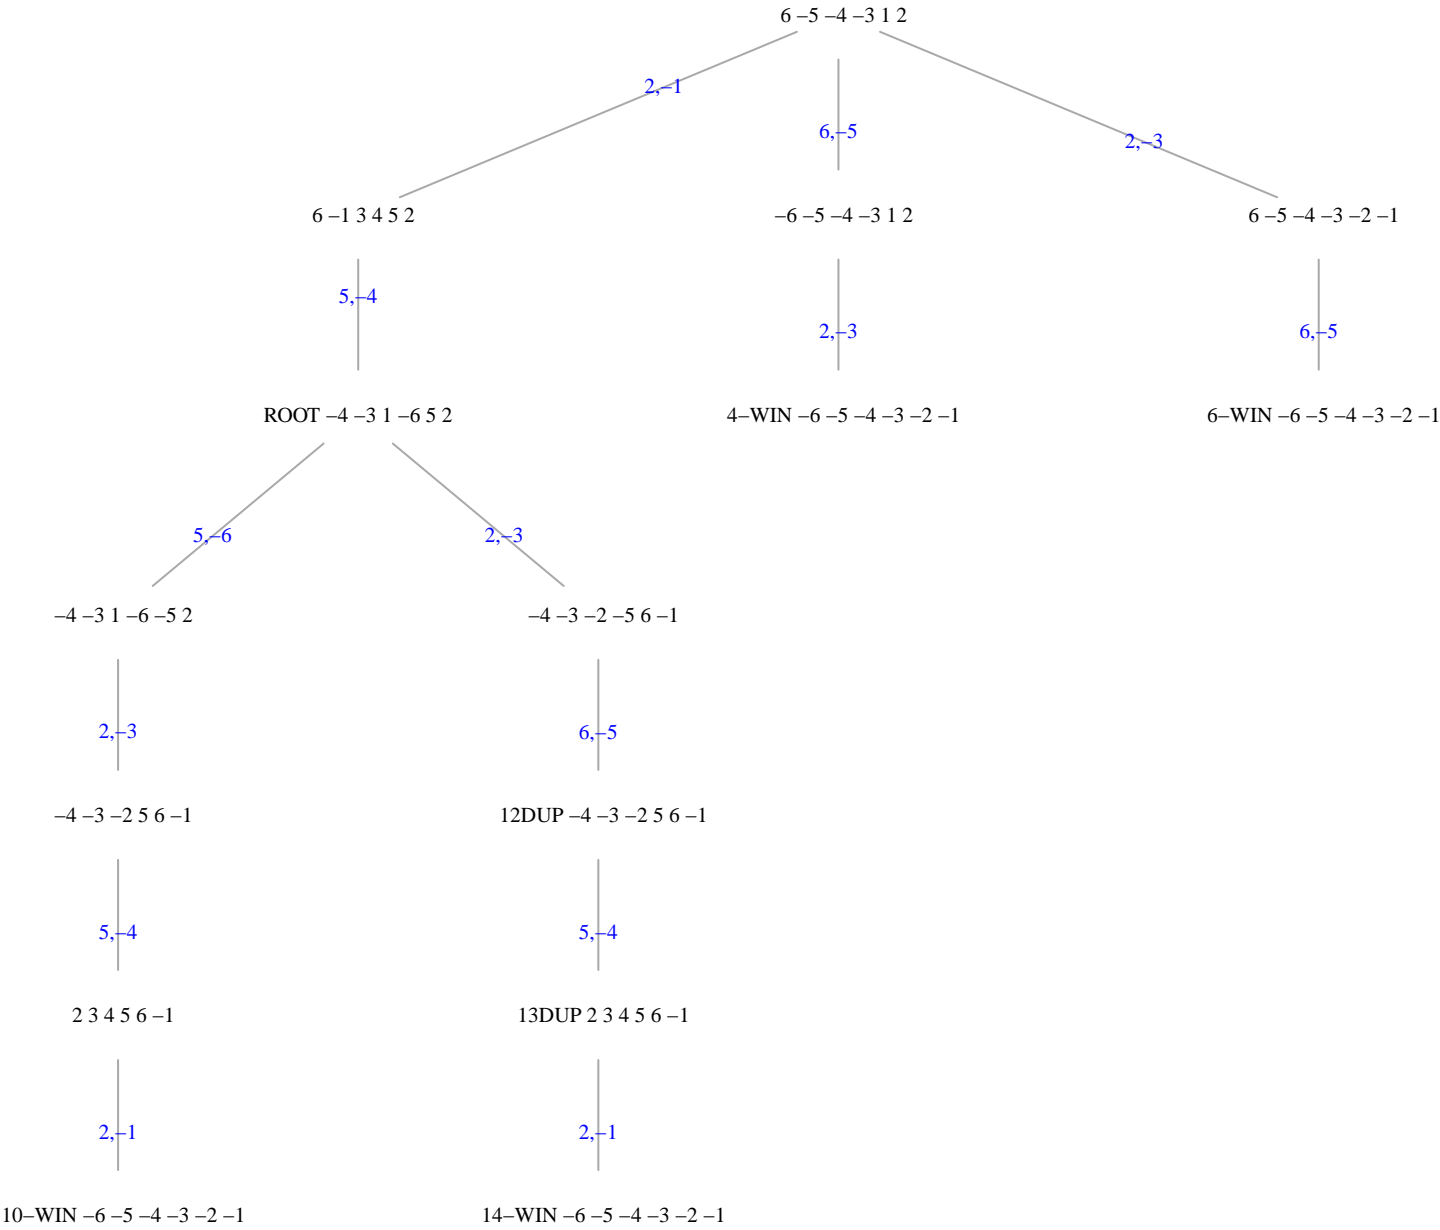 6 –5 –4 –3 1 2
2,–1
6,–5
2,–3
6 –1 3 4 5 2
–6 –5 –4 –3 1 2
6 –5 –4 –3 –2 –1
5,–4
2,–3
6,–5
ROOT –4 –3 1 –6 5 2
4–WIN –6 –5 –4 –3 –2 –1
6–WIN –6 –5 –4 –3 –2 –1
5,–6
2,–3
–4 –3 1 –6 –5 2
–4 –3 –2 –5 6 –1
2,–3
6,–5
–4 –3 –2 5 6 –1
12DUP –4 –3 –2 5 6 –1
5,–4
5,–4
2 3 4 5 6 –1
13DUP 2 3 4 5 6 –1
2,–1
2,–1
10–WIN –6 –5 –4 –3 –2 –1
14–WIN –6 –5 –4 –3 –2 –1